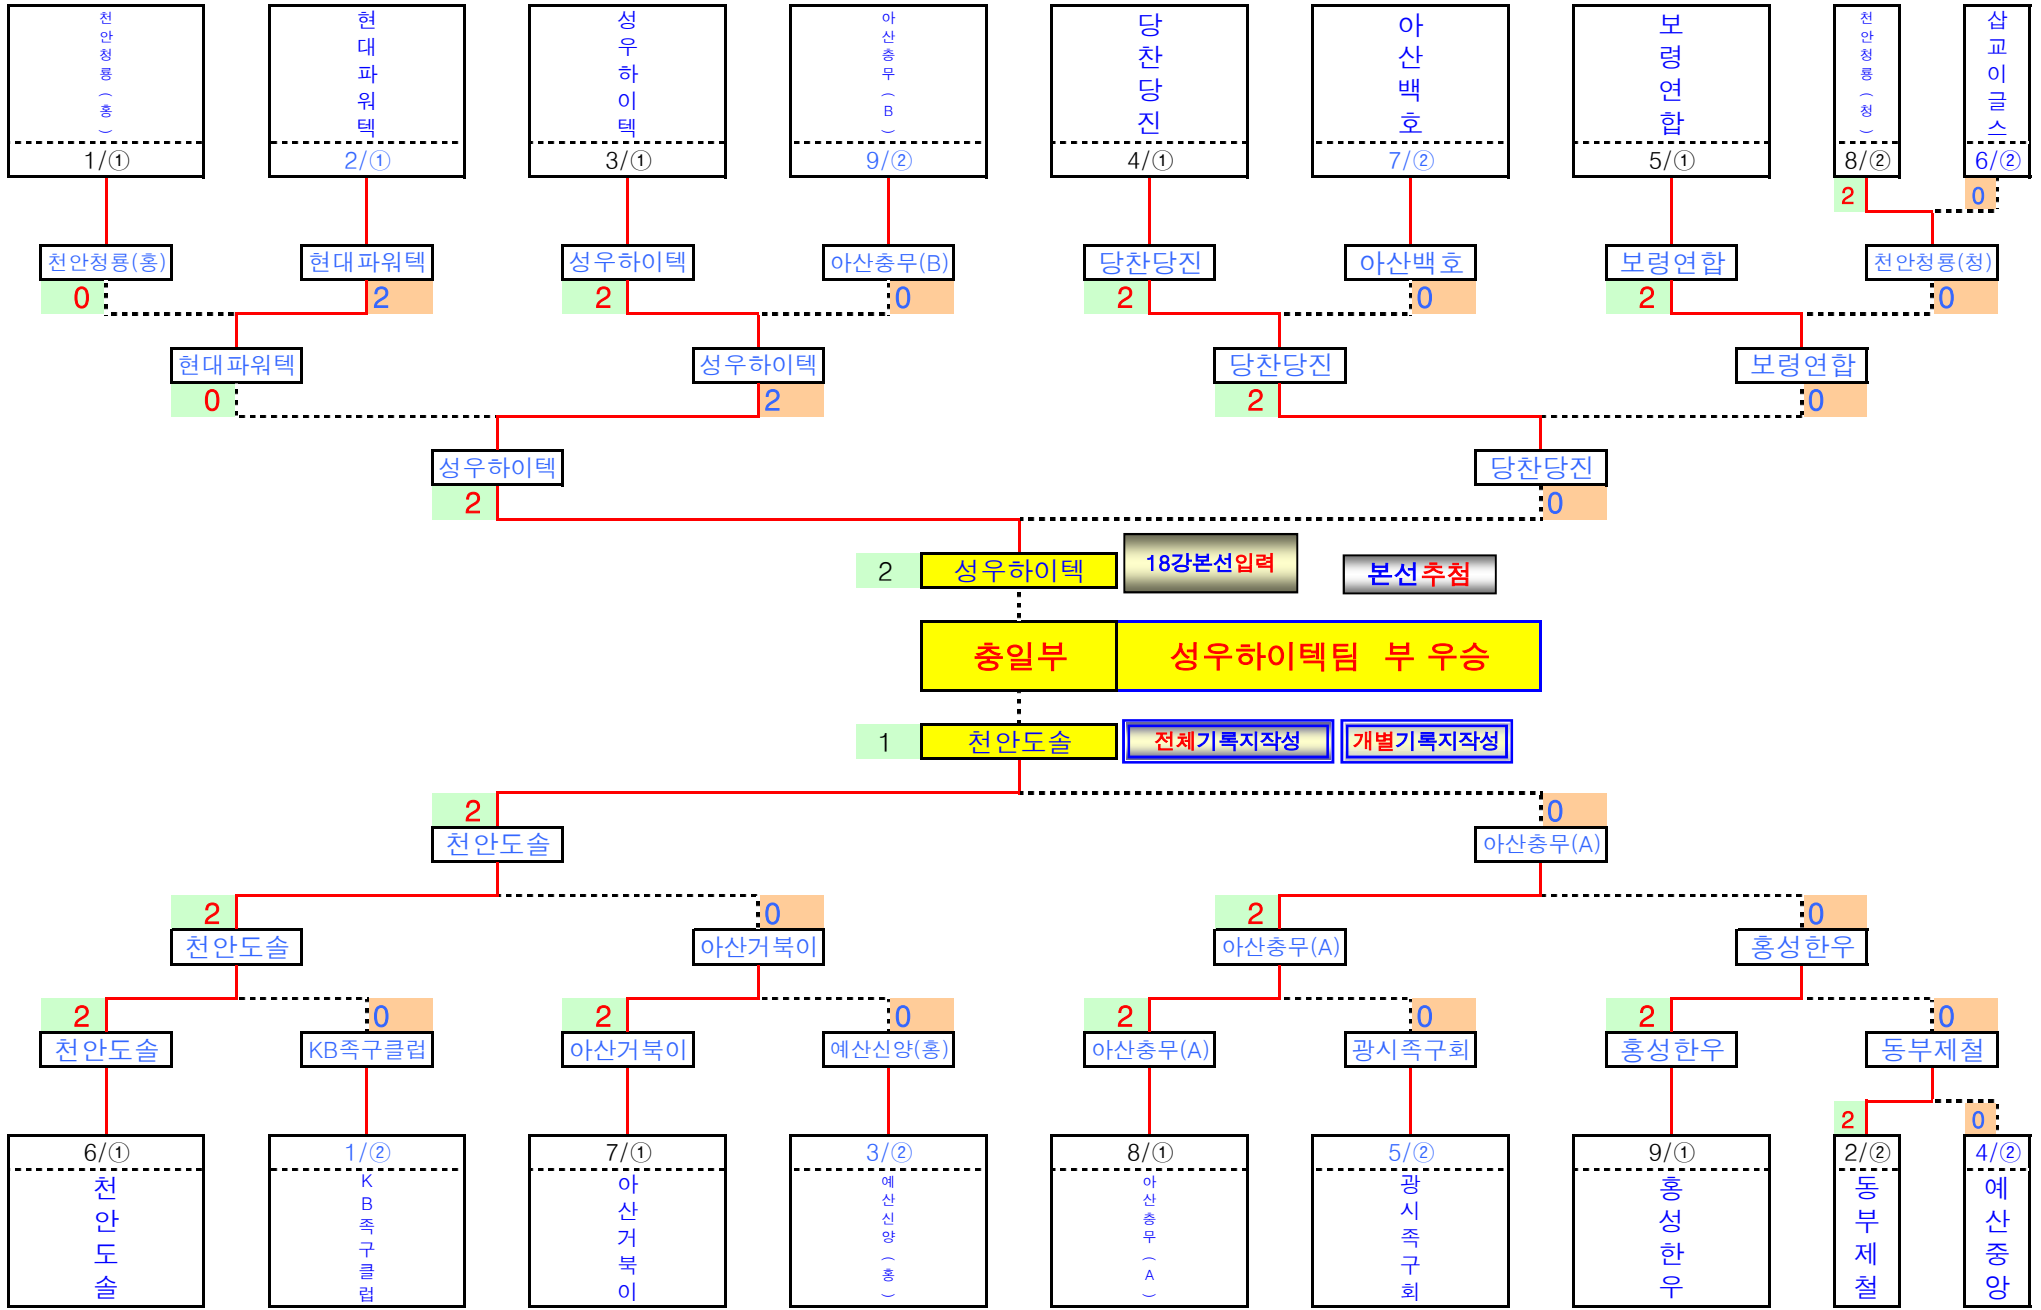 천안청룡(홍)
현대파워텍
성우하이텍
아산충무(B)
당찬당진
아산백호
보령연합
천안청룡(청)
삽교이글스
1/① 2/① 3/① 9/② 4/① 7/② 5/① 8/② 6/②
2 0
천안청룡(홍) 현대파워텍 성우하이텍 아산충무(B) 당찬당진 아산백호 보령연합 천안청룡(청)
0 2 2 0 2 0 2 0
현대파워텍 성우하이텍 당찬당진 보령연합
0 2 2 0
성우하이텍 당찬당진
2 0
2 성우하이텍 18강본선입력 본선추첨
충일부 성우하이텍팀 부 우승
1 천안도솔 전체기록지작성 개별기록지작성
2 0
천안도솔 아산충무(A)
2 0 2 0
천안도솔 아산거북이 아산충무(A) 홍성한우
2 0 2 0 2 0 2 0
천안도솔 KB족구클럽 아산거북이 예산신양(홍) 아산충무(A) 광시족구회 홍성한우 동부제철
2 0
6/① 1/② 7/① 3/② 8/① 5/② 9/① 2/② 4/②
천안도솔
KB족구클럽
아산거북이
예산신양(홍)
아산충무(A)
광시족구회
홍성한우
동부제철
예산중앙